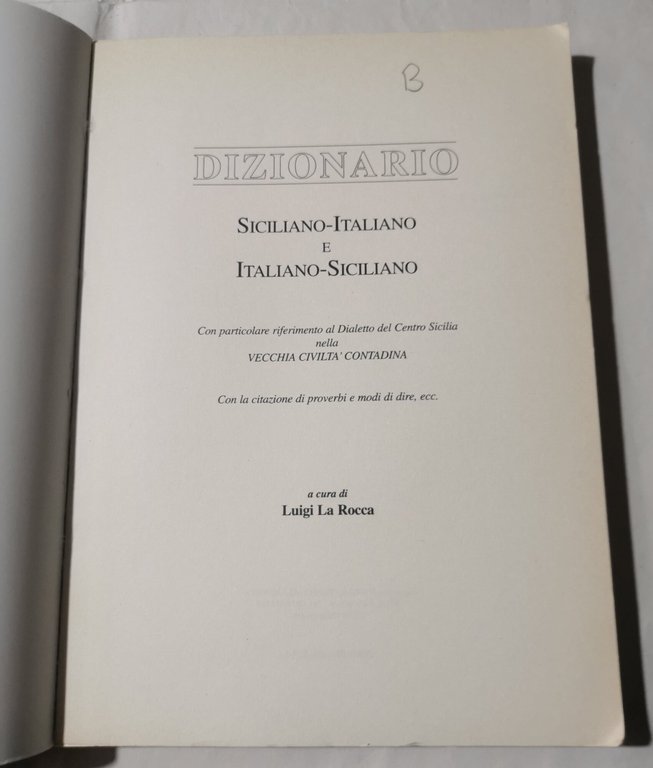 B
DIZIONARIO
SICILIANO-ITALIANO
E
ITALIANO-SICILIANO
Con particolare riferimento al Dialetto del Centro Sicilia
nella
VECCHIA CIVILTA' CONTADINA
Con la citazione di proverbi e modi di dire, ecc.
a cura di
Luigi La Rocca